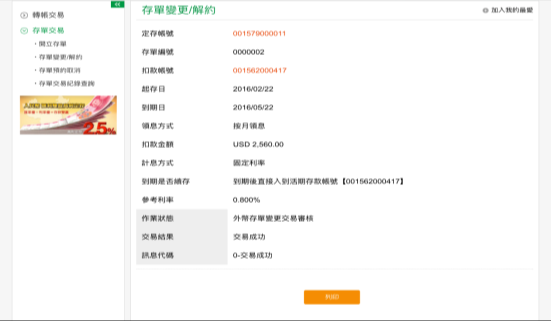 轉帳交易
存單交易
・開立存單
・存單變更/解約
・存單預約取消
・存單交易紀錄查詢
2.5%
存單變更/解約
加入我的最愛
定存帳號 001579000011
存單編號 0000002
扣款帳號 001562000417
起存日 2016/02/22
到期日 2016/05/22
領息方式 按月領息
扣款金額 USD 2,560.00
計息方式 固定利率
到期是否續存 到期後直接入到活期存款帳號【001562000417】
參考利率 0.800%
作業狀態 外幣存單變更交易審核
交易結果 交易成功
訊息代碼 0-交易成功
列印